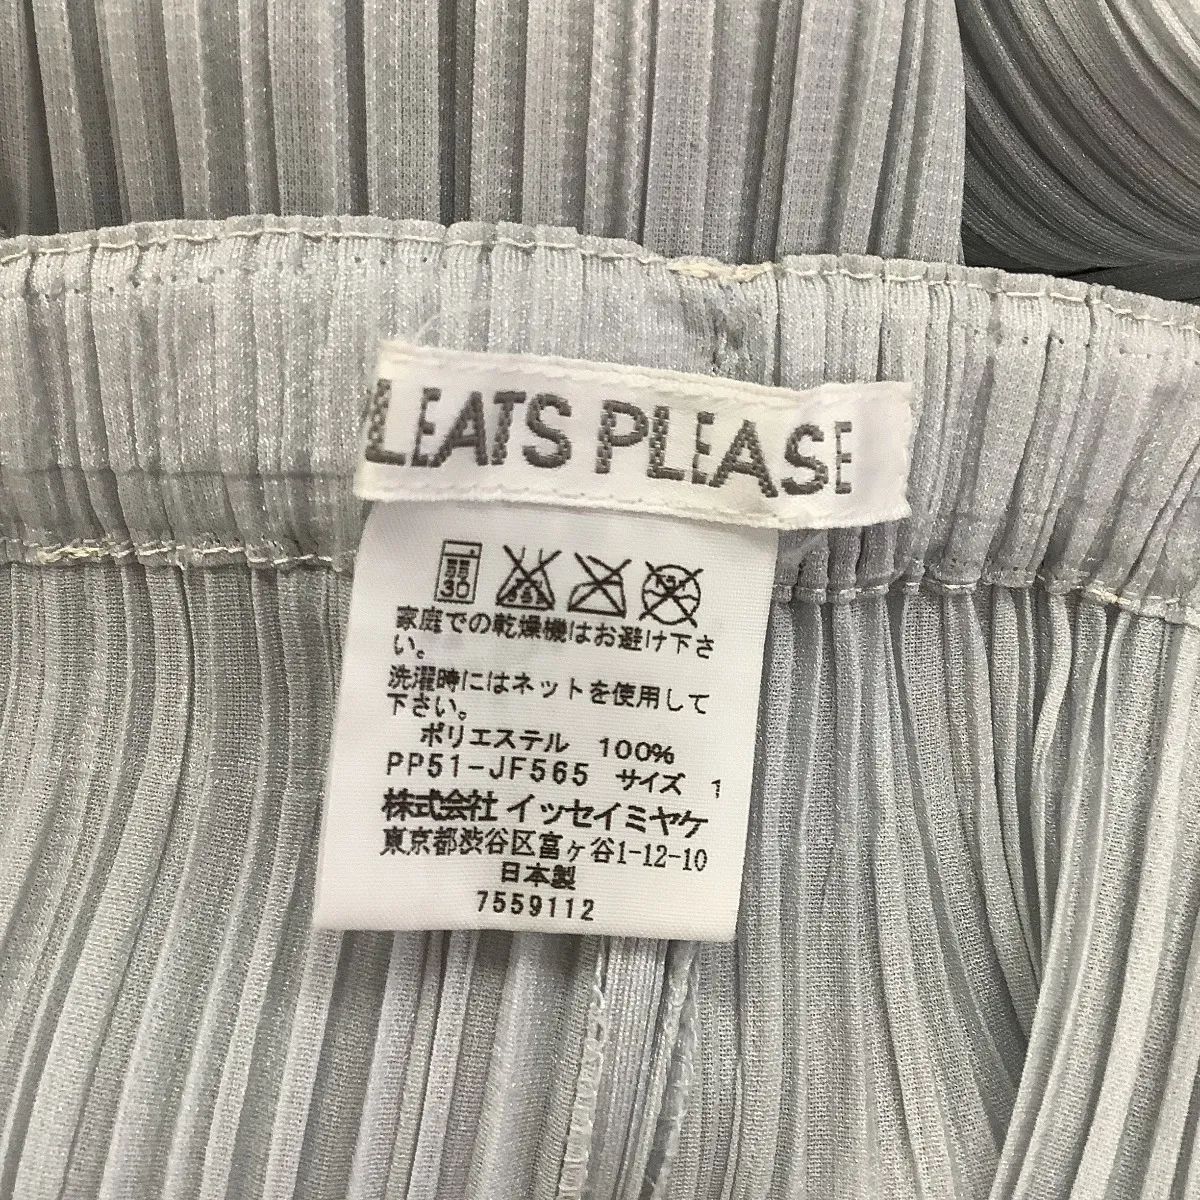 PLEATS PLEASE
30
家庭での乾燥機はお避け下さ
い。
洗濯時にはネットを使用して
下さい。
ポリエステル 100%
PP51-JF565 サイズ 1
株式会社 イッセイミヤケ
東京都渋谷区富ヶ谷1-12-10
日本製
7559112